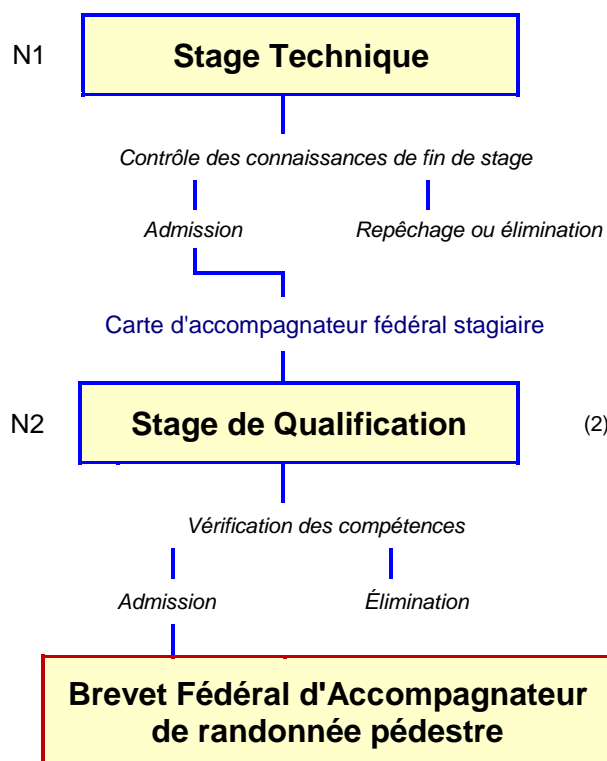 N1 Stage Technique
Contrôle des connaissances de fin de stage
Admission Repêchage ou élimination
Carte d'accompagnateur fédéral stagiaire
N2 Stage de Qualification (2)
Vérification des compétences
Admission Élimination
Brevet Fédéral d'Accompagnateur
de randonnée pédestre